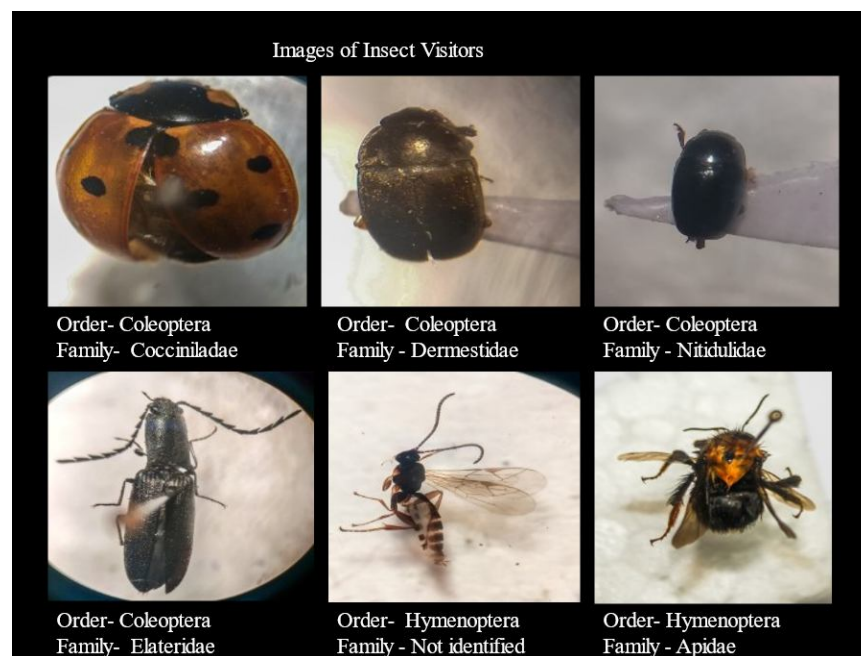 Images of Insect Visitors
Order- Coleoptera
Family- Cocciniladae
Order- Coleoptera
Family - Dermestidae
Order- Coleoptera
Family - Nitidulidae
Order- Coleoptera
Family- Elateridae
Order- Hymenoptera
Family - Not identified
Order- Hymenoptera
Family - Apidae